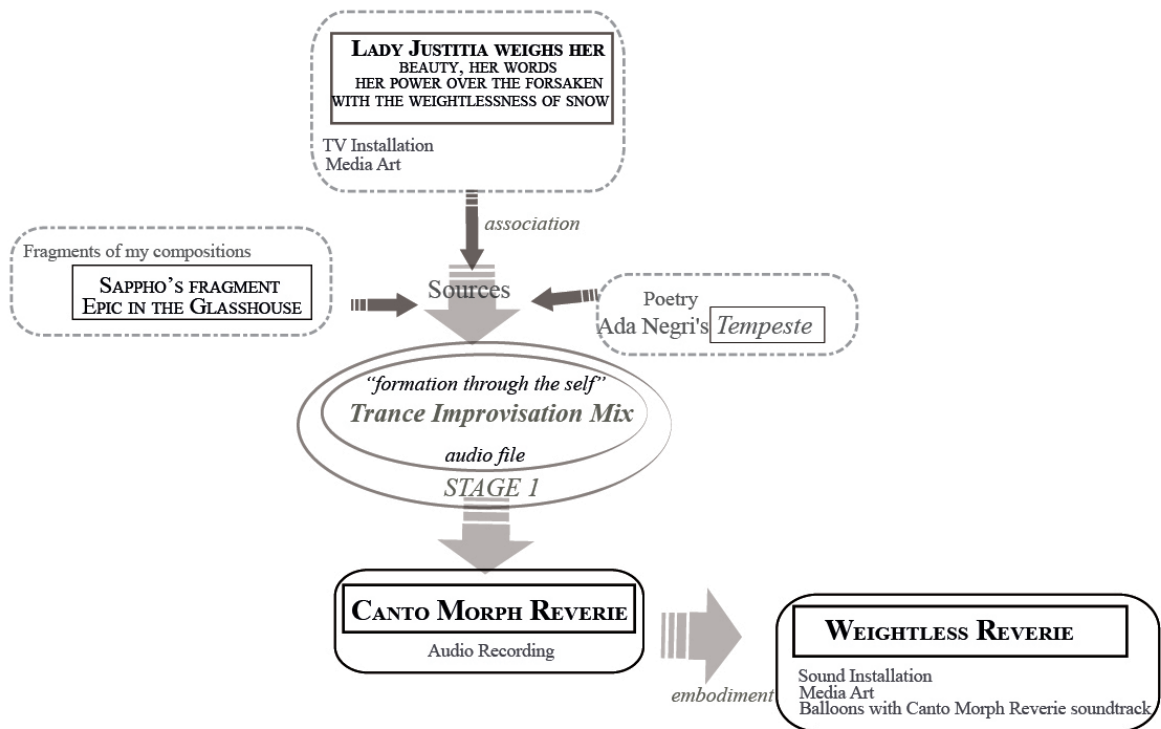 LADY JUSTITIA WEIGHS HER
BEAUTY, HER WORDS
HER POWER OVER THE FORSAKEN
WITH THE WEIGHTLESSNESS OF SNOW
TV Installation
Media Art
association
Fragments of my compositions
SAPPHO’S FRAGMENT
EPIC IN THE GLASSHOUSE
Sources
Poetry
Ada Negri's Tempeste
“formation through the self”
Trance Improvisation Mix
audio file
STAGE 1
CANTO MORPH REVERIE
Audio Recording
embodiment
WEIGHTLESS REVERIE
Sound Installation
Media Art
Balloons with Canto Morph Reverie soundtrack